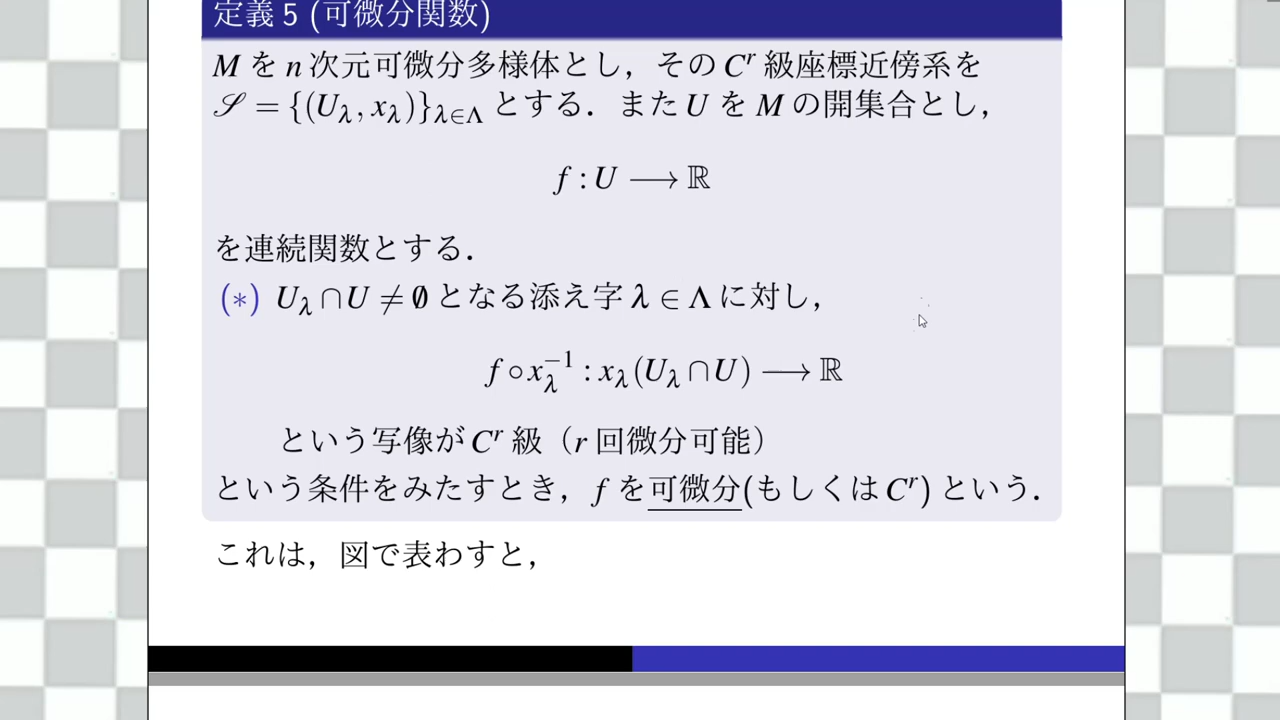 定義 5 (可微分関数)
M を n 次元可微分多様体とし，その Cʳ 級座標近傍系を
𝒮 = {(U_λ, x_λ)}_{λ∈Λ} とする．また U を M の開集合とし，
f : U ⟶ ℝ
を連続関数とする．
(∗) U_λ ∩ U ≠ ∅ となる添え字 λ ∈ Λ に対し，
f ∘ x_λ^{−1} : x_λ(U_λ ∩ U) ⟶ ℝ
という写像が Cʳ 級（r 回微分可能）
という条件をみたすとき，f を可微分(もしくは Cʳ) という．
これは，図で表わすと，